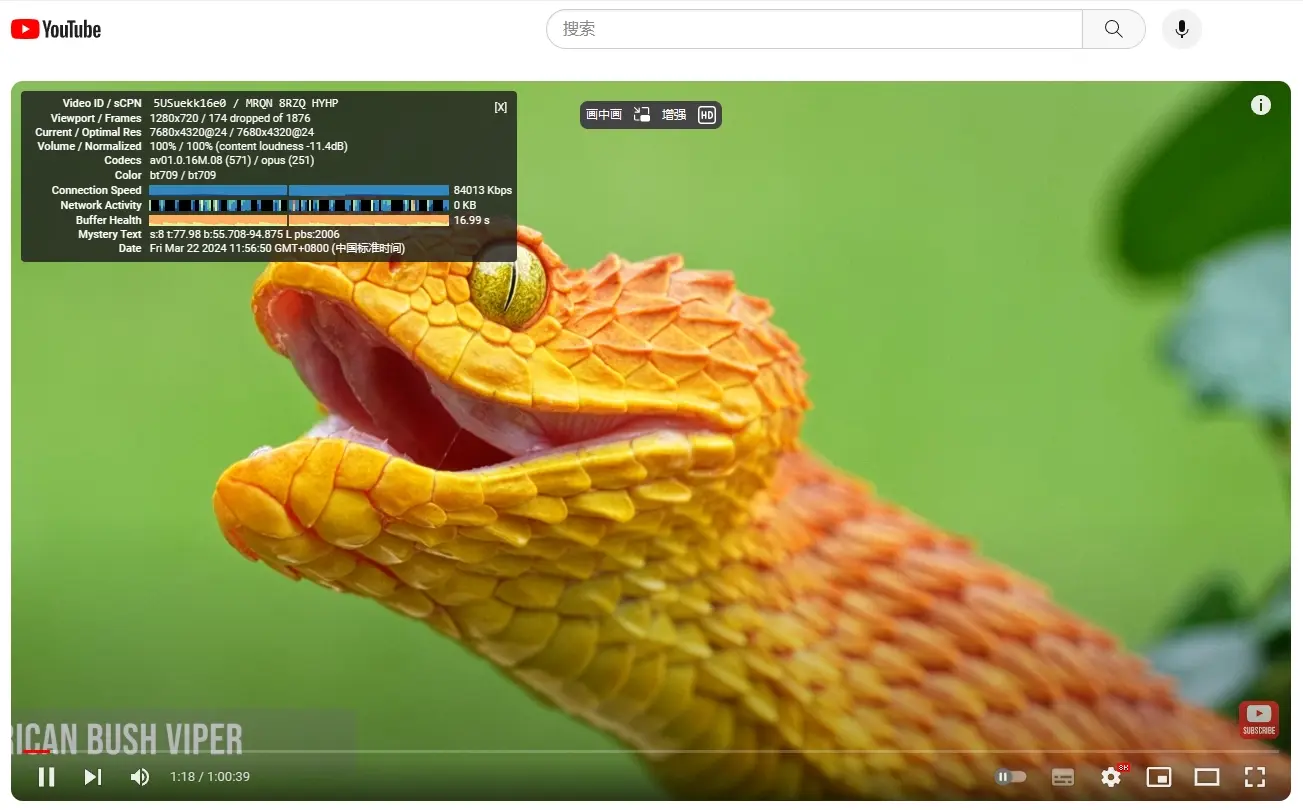 YouTube
搜索
Video ID / sCPN 5USuekk16e0 / MRQN 8RZQ HYHP
[X]
Viewport / Frames 1280x720 / 174 dropped of 1876
Current / Optimal Res 7680x4320@24 / 7680x4320@24
Volume / Normalized 100% / 100% (content loudness -11.4dB)
Codecs av01.0.16M.08 (571) / opus (251)
Color bt709 / bt709
Connection Speed 84013 Kbps
Network Activity 0 KB
Buffer Health 16.99 s
Mystery Text s:8 t:77.98 b:55.708-94.875 L pbs:2006
Date Fri Mar 22 2024 11:56:50 GMT+0800 (中国标准时间)
画中画 增强 HD
RICAN BUSH VIPER
SUBSCRIBE
1:18 / 1:00:39
8K